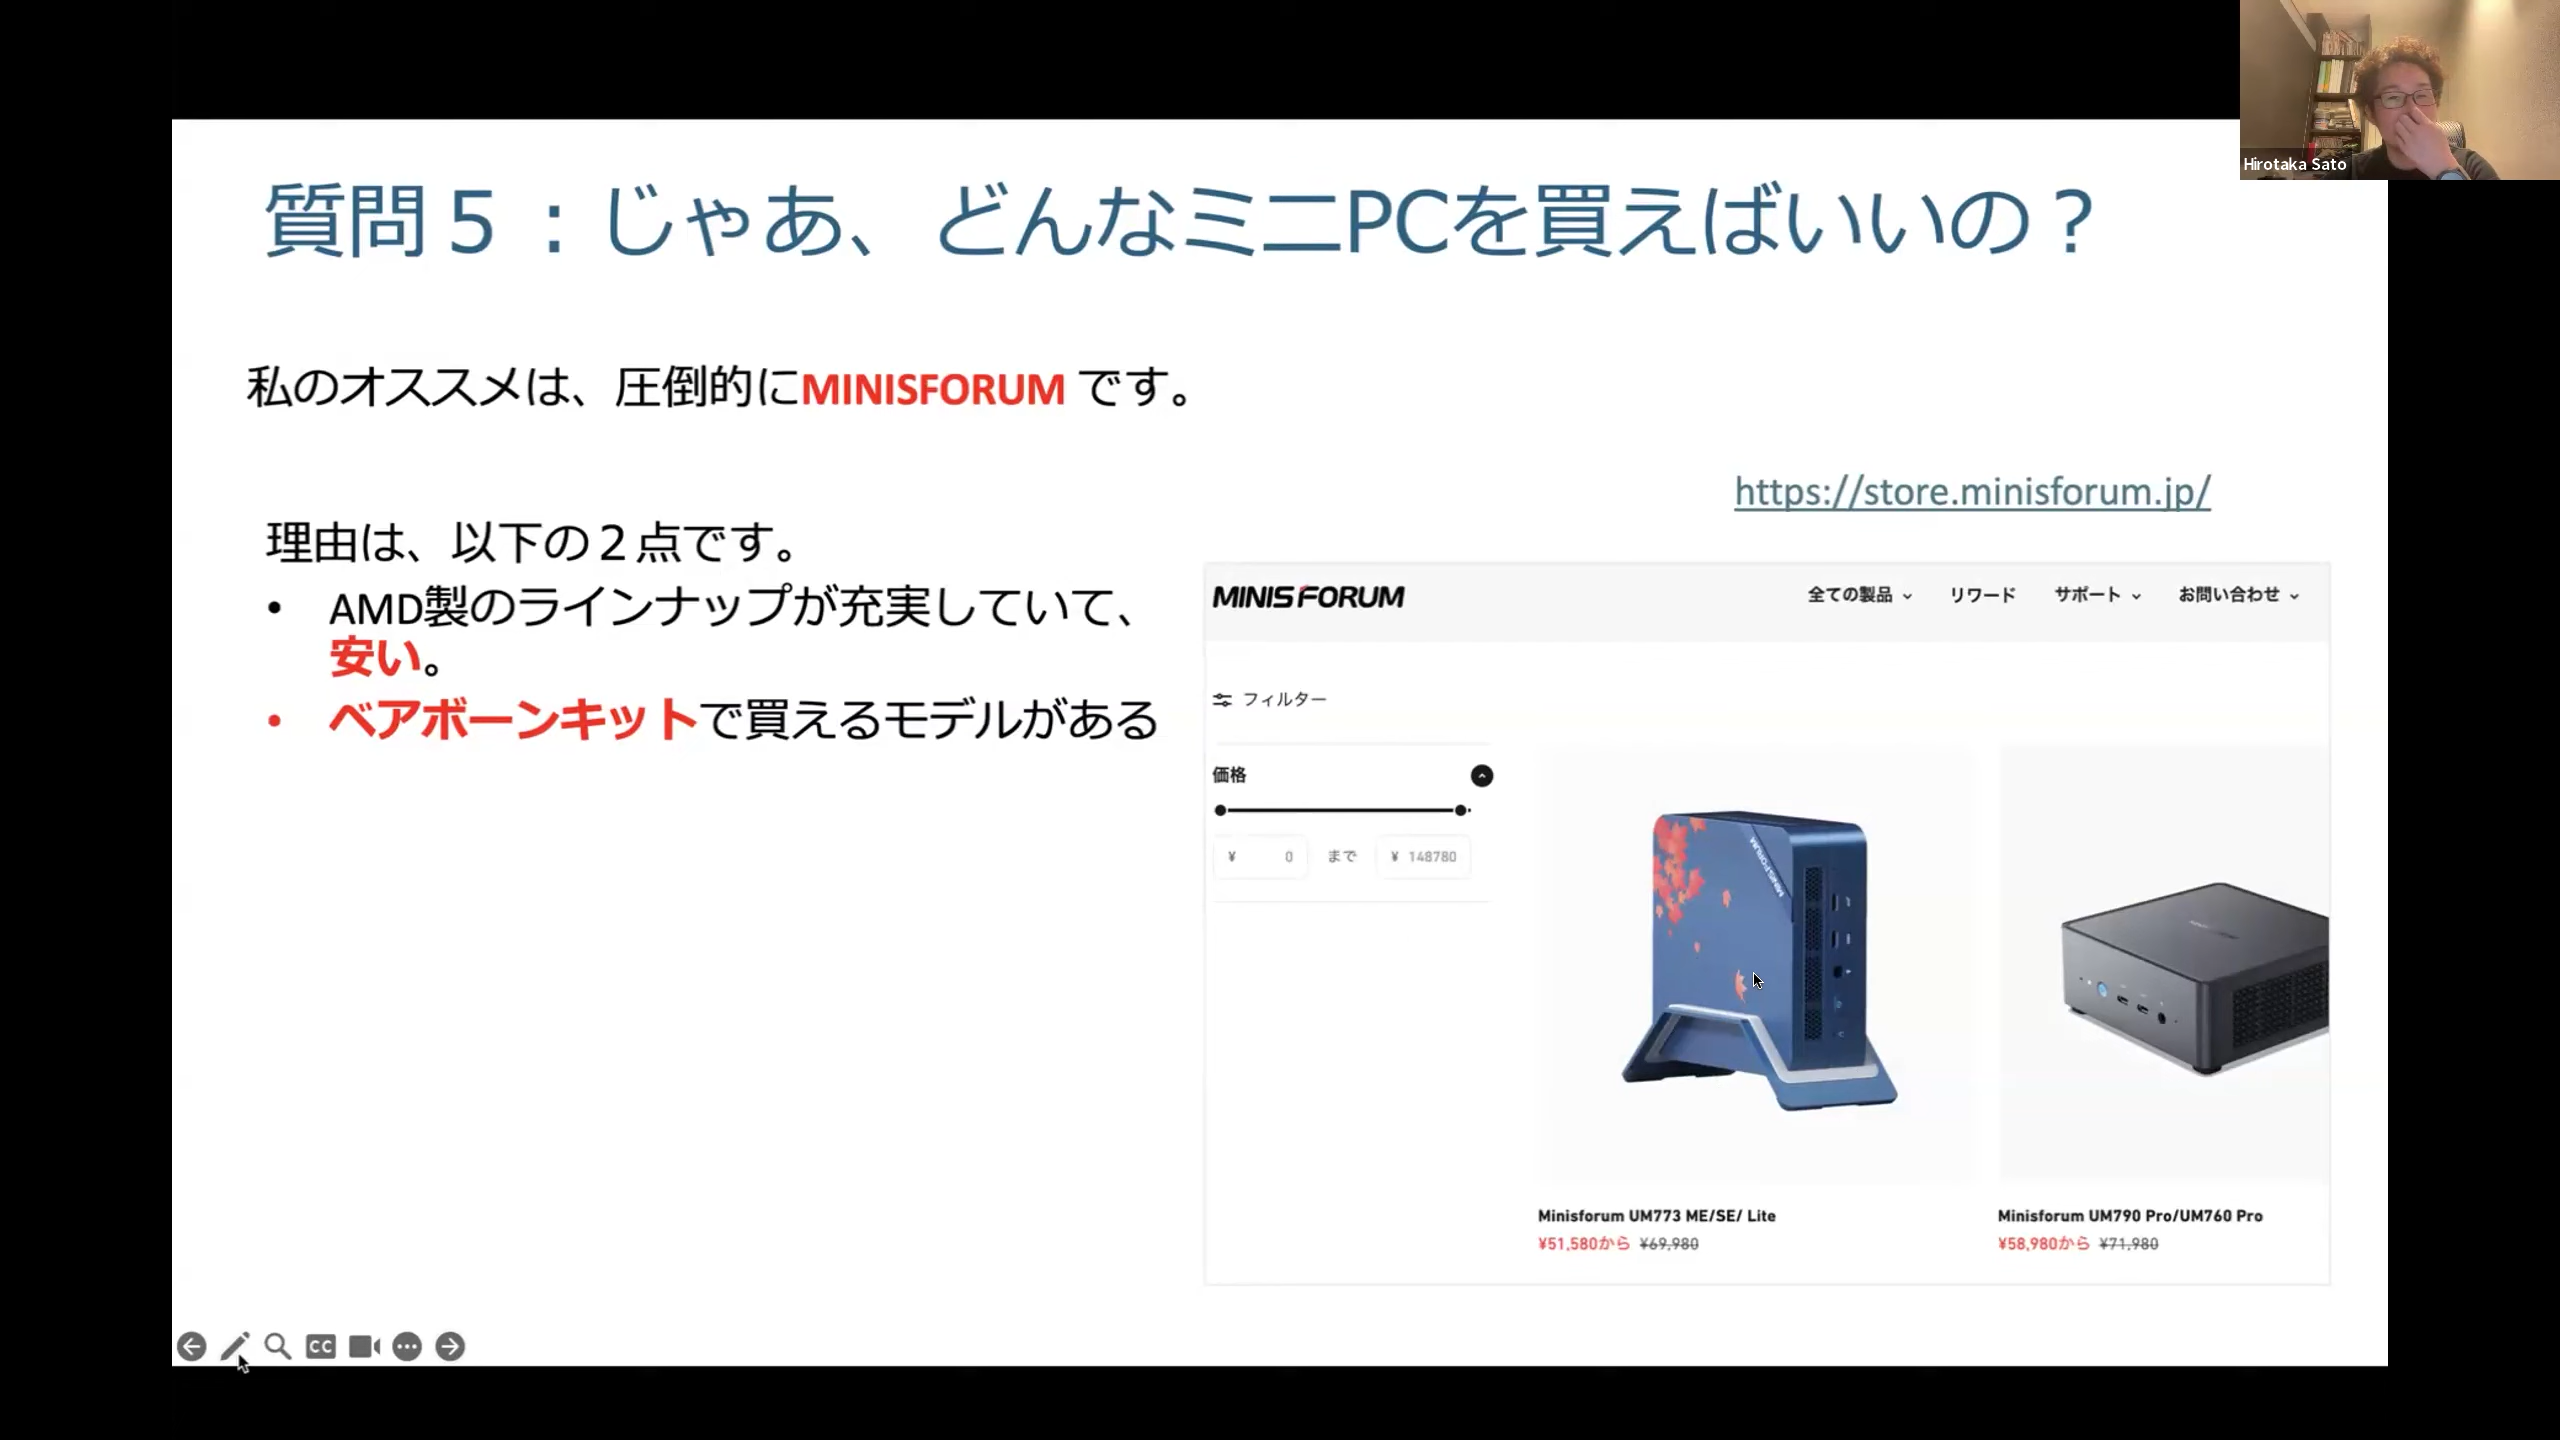 Hirotaka Sato
質問５：じゃあ、どんなミニPCを買えばいいの？
私のオススメは、圧倒的にMINISFORUM です。
https://store.minisforum.jp/
理由は、以下の２点です。
• AMD製のラインナップが充実していて、
安い。
• ベアボーンキットで買えるモデルがある
MINISFORUM 全ての製品 リワード サポート お問い合わせ
フィルター
価格
¥ 0 まで ¥ 148780
MINISFORUM
Minisforum UM773 ME/SE/ Lite
¥51,580から ¥69,980
Minisforum UM790 Pro/UM760 Pro
¥58,980から ¥71,980
CC